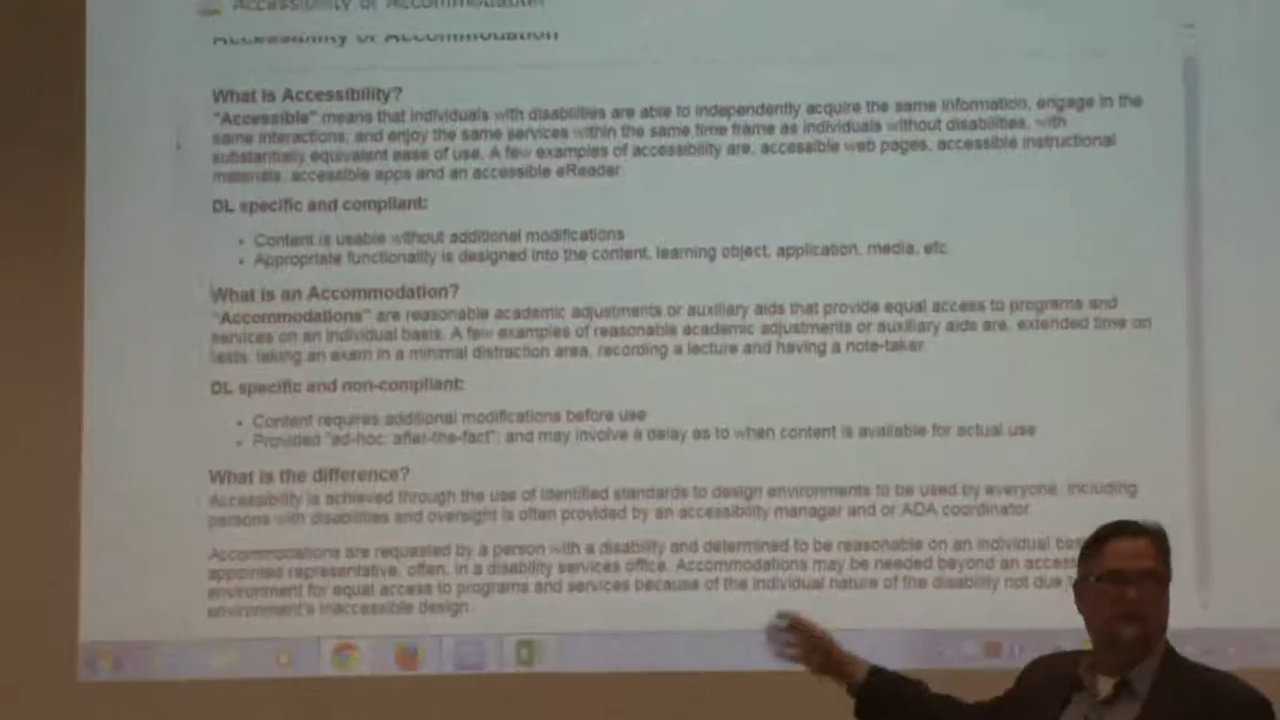 Accessibility or Accommodation
Accessibility or Accommodation
What is Accessibility?
"Accessible" means that individuals with disabilities are able to independently acquire the same information, engage in the
same interactions, and enjoy the same services within the same time frame as individuals without disabilities, with
substantially equivalent ease of use. A few examples of accessibility are, accessible web pages, accessible instructional
materials, accessible apps and an accessible eReader.
DL specific and compliant:
• Content is usable without additional modifications
• Appropriate functionality is designed into the content, learning object, application, media, etc.
What is an Accommodation?
"Accommodations" are reasonable academic adjustments or auxiliary aids that provide equal access to programs and
services on an individual basis. A few examples of reasonable academic adjustments or auxiliary aids are, extended time on
tests, taking an exam in a minimal distraction area, recording a lecture and having a note-taker.
DL specific and non-compliant:
• Content requires additional modifications before use
• Provided "ad-hoc, after-the-fact", and may involve a delay as to when content is available for actual use
What is the difference?
Accessibility is achieved through the use of identified standards to design environments to be used by everyone, including
persons with disabilities and oversight is often provided by an accessibility manager and or ADA coordinator.
Accommodations are requested by a person with a disability and determined to be reasonable on an individual
appointed representative, often, in a disability services office. Accommodations may be needed beyond an
environment for equal access to programs and services because of the individual nature of the disability not due
environment's inaccessible design.